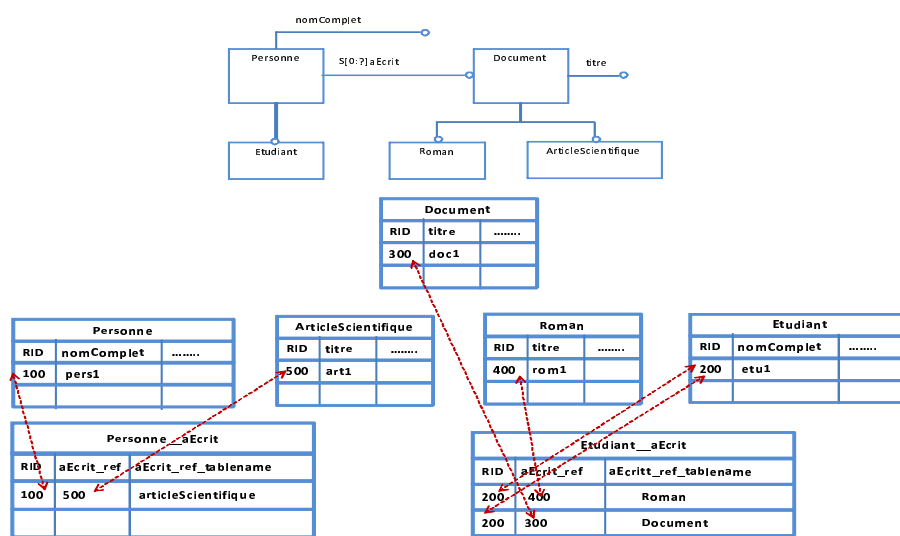 nomComplet
Personne
S[0:?]aEcrit
Document
titre
Etudiant
Roman
ArticleScientifique
Document
RID titre ........
300 doc1
Personne
RID nomComplet ........
100 pers1
ArticleScientifique
RID titre ........
500 art1
Roman
RID titre ........
400 rom1
Etudiant
RID nomComplet ........
200 etu1
Personne__aEcrit
RID aEcrit_ref aEcrit_ref_tablename
100 500 articleScientifique
Etudiant__aEcrit
RID aEcrit_ref aEcritt_ref_tablename
200 400 Roman
200 300 Document